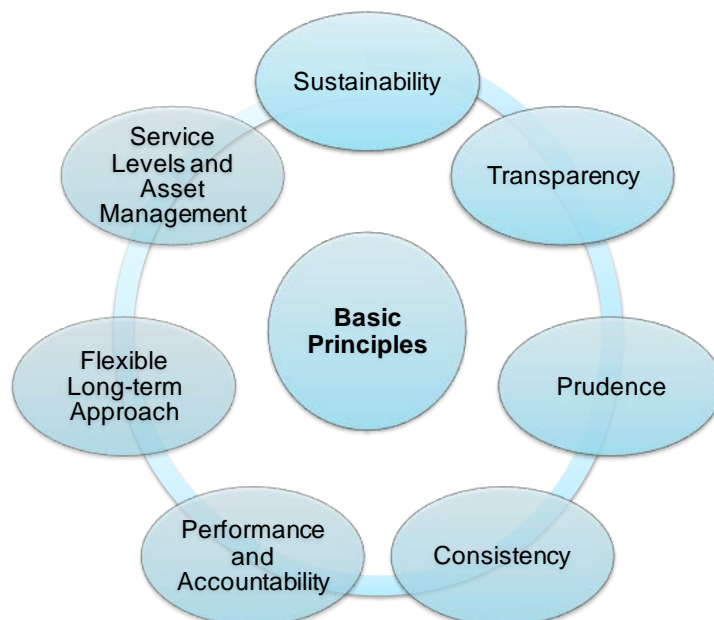 Sustainability
Transparency
Prudence
Consistency
Performance
and
Accountability
Flexible
Long-term
Approach
Service
Levels and
Asset
Management
Basic
Principles